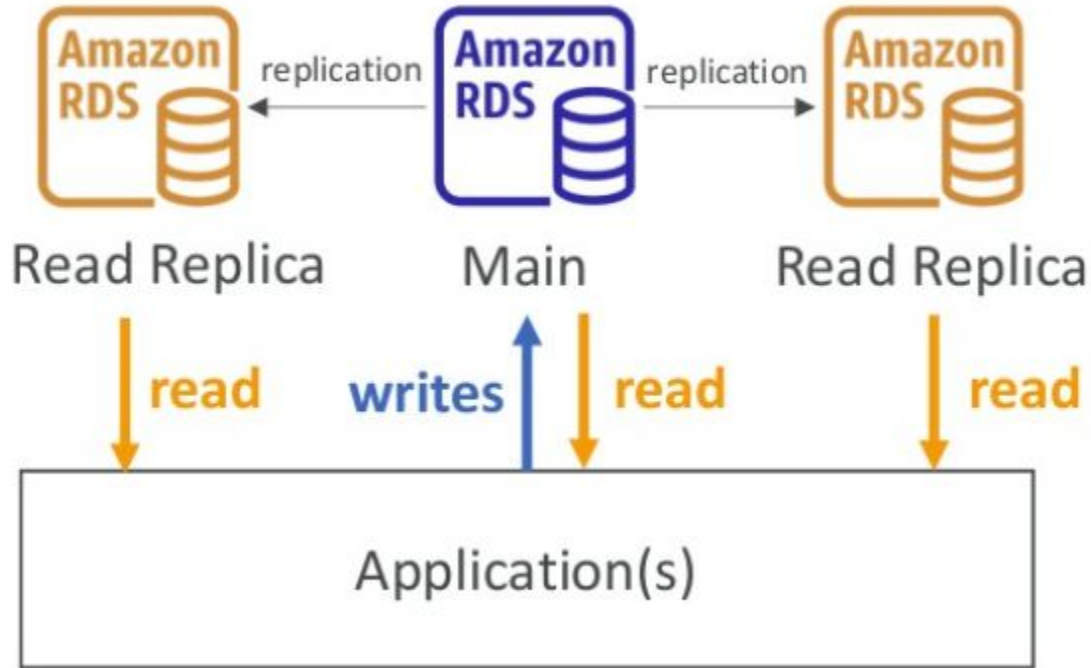 Amazon
RDS
replication
Amazon
RDS
replication
Amazon
RDS
Read Replica
Main
Read Replica
read
writes
read
read
Application(s)